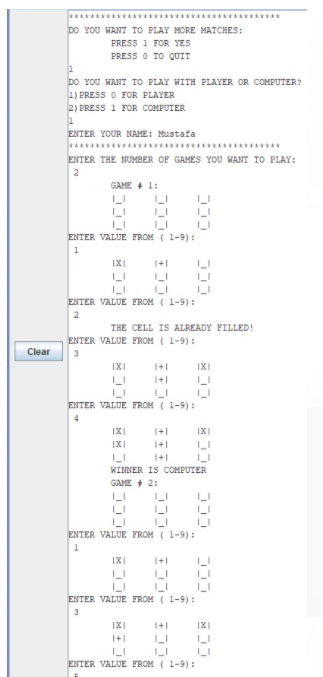 ****************************************
DO YOU WANT TO PLAY MORE MATCHES:
PRESS 1 FOR YES
PRESS 0 TO QUIT
1
DO YOU WANT TO PLAY WITH PLAYER OR COMPUTER?
1)PRESS 0 FOR PLAYER
2)PRESS 1 FOR COMPUTER
1
ENTER YOUR NAME: Mustafa
****************************************
ENTER THE NUMBER OF GAMES YOU WANT TO PLAY:
2
GAME # 1:
|_| |_| |_|
|_| |_| |_|
|_| |_| |_|
ENTER VALUE FROM ( 1-9):
1
|X| |+| |_|
|_| |_| |_|
|_| |_| |_|
ENTER VALUE FROM ( 1-9):
2
THE CELL IS ALREADY FILLED!
ENTER VALUE FROM ( 1-9):
Clear
3
|X| |+| |X|
|_| |+| |_|
|_| |_| |_|
ENTER VALUE FROM ( 1-9):
4
|X| |+| |X|
|X| |+| |_|
|_| |+| |_|
WINNER IS COMPUTER
GAME # 2:
|_| |_| |_|
|_| |_| |_|
|_| |_| |_|
ENTER VALUE FROM ( 1-9):
1
|X| |+| |_|
|_| |_| |_|
|_| |_| |_|
ENTER VALUE FROM ( 1-9):
3
|X| |+| |X|
|+| |_| |_|
|_| |_| |_|
ENTER VALUE FROM ( 1-9):
5